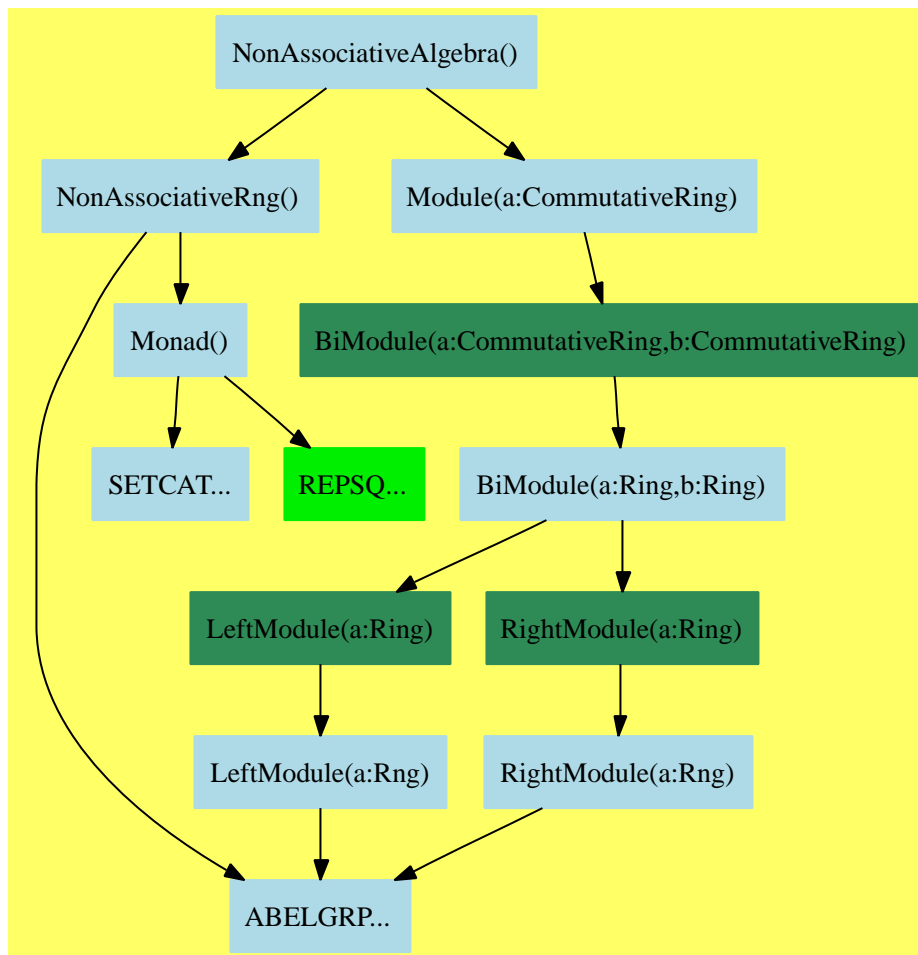 NonAssociativeAlgebra()
NonAssociativeRng()
Module(a:CommutativeRing)
Monad()
BiModule(a:CommutativeRing,b:CommutativeRing)
SETCAT...
REPSQ...
BiModule(a:Ring,b:Ring)
LeftModule(a:Ring)
RightModule(a:Ring)
LeftModule(a:Rng)
RightModule(a:Rng)
ABELGRP...